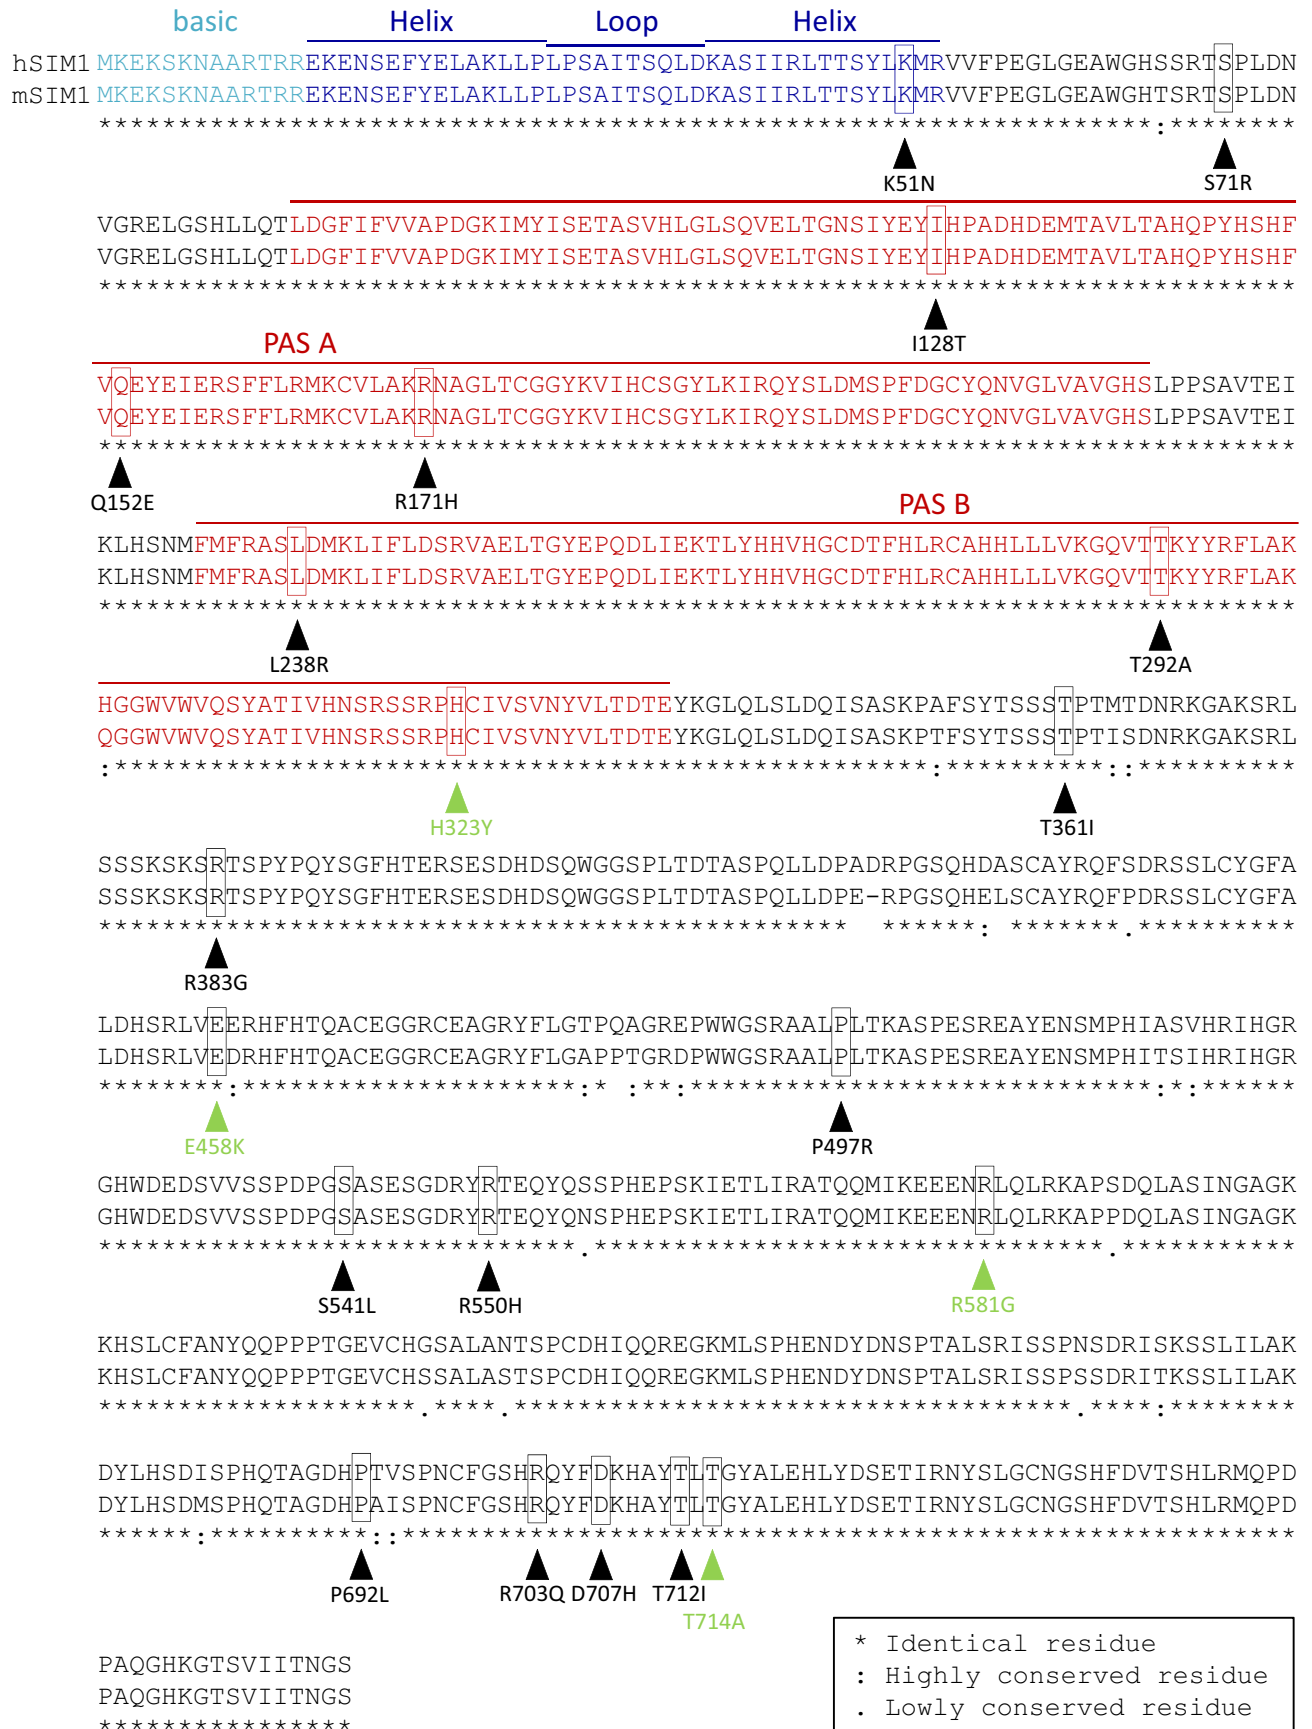 basic Helix Loop Helix
hSIM1 MKEKSKNAARTRREKENSEFYELAKLLPLPSAITSQLDKASIIRLTTSYLKMRVVFPEGLGEAWGHSSRTSPLDN
mSIM1 MKEKSKNAARTRREKENSEFYELAKLLPLPSAITSQLDKASIIRLTTSYLKMRVVFPEGLGEAWGHTSRTSPLDN
******************************************************************:********
K51N S71R
VGRELGSHLLQTLDGFIFVVAPDGKIMYISETASVHLGLSQVELTGNSIYEYIHPADHDEMTAVLTAHQPYHSHF
VGRELGSHLLQTLDGFIFVVAPDGKIMYISETASVHLGLSQVELTGNSIYEYIHPADHDEMTAVLTAHQPYHSHF
***************************************************************************
I128T
PAS A
VQEYEIERSFFLRMKCVLAKRNAGLTCGGYKVIHCSGYLKIRQYSLDMSPFDGCYQNVGLVAVGHSLPPSAVTEI
VQEYEIERSFFLRMKCVLAKRNAGLTCGGYKVIHCSGYLKIRQYSLDMSPFDGCYQNVGLVAVGHSLPPSAVTEI
***************************************************************************
Q152E R171H
PAS B
KLHSNMFMFRASLDMKLIFLDSRVAELTGYEPQDLIEKTLYHHVHGCDTFHLRCAHHLLLVKGQVTTKYYRFLAK
KLHSNMFMFRASLDMKLIFLDSRVAELTGYEPQDLIEKTLYHHVHGCDTFHLRCAHHLLLVKGQVTTKYYRFLAK
***************************************************************************
L238R T292A
HGGWVWVQSYATIVHNSRSSRPHCIVSVNYVLTDTEYKGLQLSLDQISASKPAFSYTSSSTPTMTDNRKGAKSRL
QGGWVWVQSYATIVHNSRSSRPHCIVSVNYVLTDTEYKGLQLSLDQISASKPTFSYTSSSTPTISDNRKGAKSRL
:***************************************************:**********::**********
H323Y T361I
SSSKSKSRTSPYPQYSGFHTERSESDHDSQWGGSPLTDTASPQLLDPADRPGSQHDASCAYRQFSDRSSLCYGFA
SSSKSKSRTSPYPQYSGFHTERSESDHDSQWGGSPLTDTASPQLLDPE-RPGSQHELSCAYRQFPDRSSLCYGFA
***********************************************  ******: *******.**********
R383G
LDHSRLVEERHFHTQACEGGRCEAGRYFLGTPQAGREPWWGSRAALPLTKASPESREAYENSMPHIASVHRIHGR
LDHSRLVEDRHFHTQACEGGRCEAGRYFLGAPPTGRDPWWGSRAALPLTKASPESREAYENSMPHITSIHRIHGR
********:*********************:* :**:*****************************:*:******
E458K P497R
GHWDEDSVVSSPDPGSASESGDRYRTEQYQSSPHEPSKIETLIRATQQMIKEEENRLQLRKAPSDQLASINGAGK
GHWDEDSVVSSPDPGSASESGDRYRTEQYQNSPHEPSKIETLIRATQQMIKEEENRLQLRKAPPDQLASINGAGK
******************************.********************************.***********
S541L R550H R581G
KHSLCFANYQQPPPTGEVCHGSALANTSPCDHIQQREGKMLSPHENDYDNSPTALSRISSPNSDRISKSSLILAK
KHSLCFANYQQPPPTGEVCHSSALASTSPCDHIQQREGKMLSPHENDYDNSPTALSRISSPSSDRITKSSLILAK
********************.****.***********************************.****:********
DYLHSDISPHQTAGDHPTVSPNCFGSHRQYFDKHAYTLTGYALEHLYDSETIRNYSLGCNGSHFDVTSHLRMQPD
DYLHSDMSPHQTAGDHPAISPNCFGSHRQYFDKHAYTLTGYALEHLYDSETIRNYSLGCNGSHFDVTSHLRMQPD
******:**********::********************************************************
P692L R703Q D707H T712I
T714A
PAQGHKGTSVIITNGS
PAQGHKGTSVIITNGS
****************
* Identical residue
: Highly conserved residue
. Lowly conserved residue